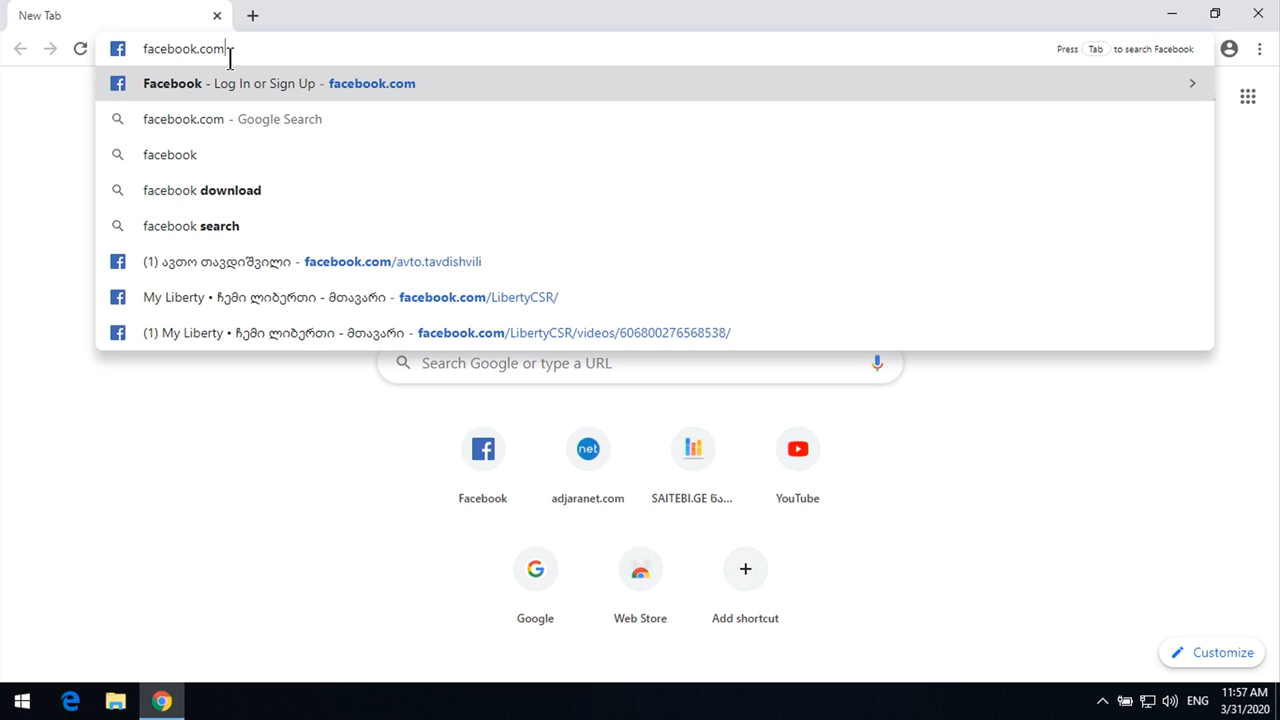 New Tab
facebook.com
Press Tab to search Facebook
Facebook - Log In or Sign Up - facebook.com
facebook.com - Google Search
facebook
facebook download
facebook search
(1) ავთო თავდიშვილი - facebook.com/avto.tavdishvili
My Liberty • ჩემი ლიბერთი - მთავარი - facebook.com/LibertyCSR/
(1) My Liberty • ჩემი ლიბერთი - მთავარი - facebook.com/LibertyCSR/videos/606800276568538/
Search Google or type a URL
net
Facebook
adjaranet.com
SAITEBI.GE წა...
YouTube
Google
Web Store
Add shortcut
Customize
ENG
11:57 AM
3/31/2020